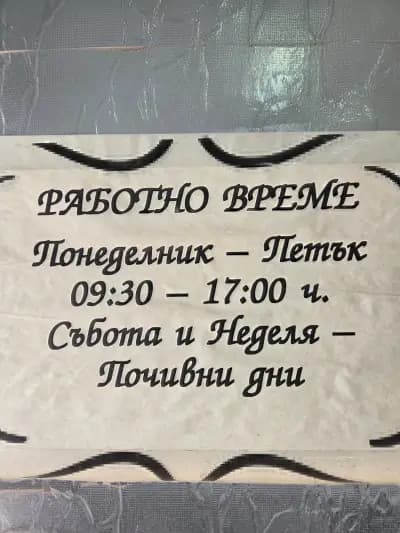 РАБОТНО ВРЕМЕ
Понеделник – Петък
09:30 – 17:00 ч.
Събота и Неделя –
Почивни дни